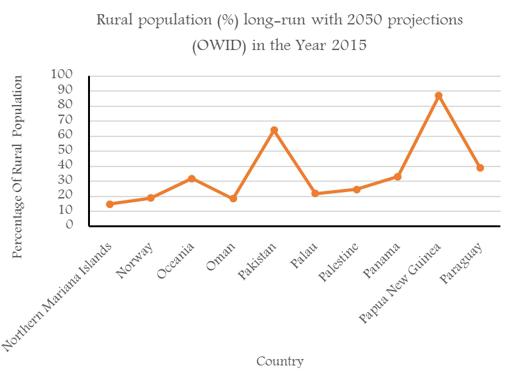 Rural population (%) long-run with 2050 projections
(OWID) in the Year 2015
Percentage Of Rural Population
100
90
80
70
60
50
40
30
20
10
0
Northern Mariana Islands
Norway
Oceania
Oman
Pakistan
Palau
Palestine
Panama
Papua New Guinea
Paraguay
Country